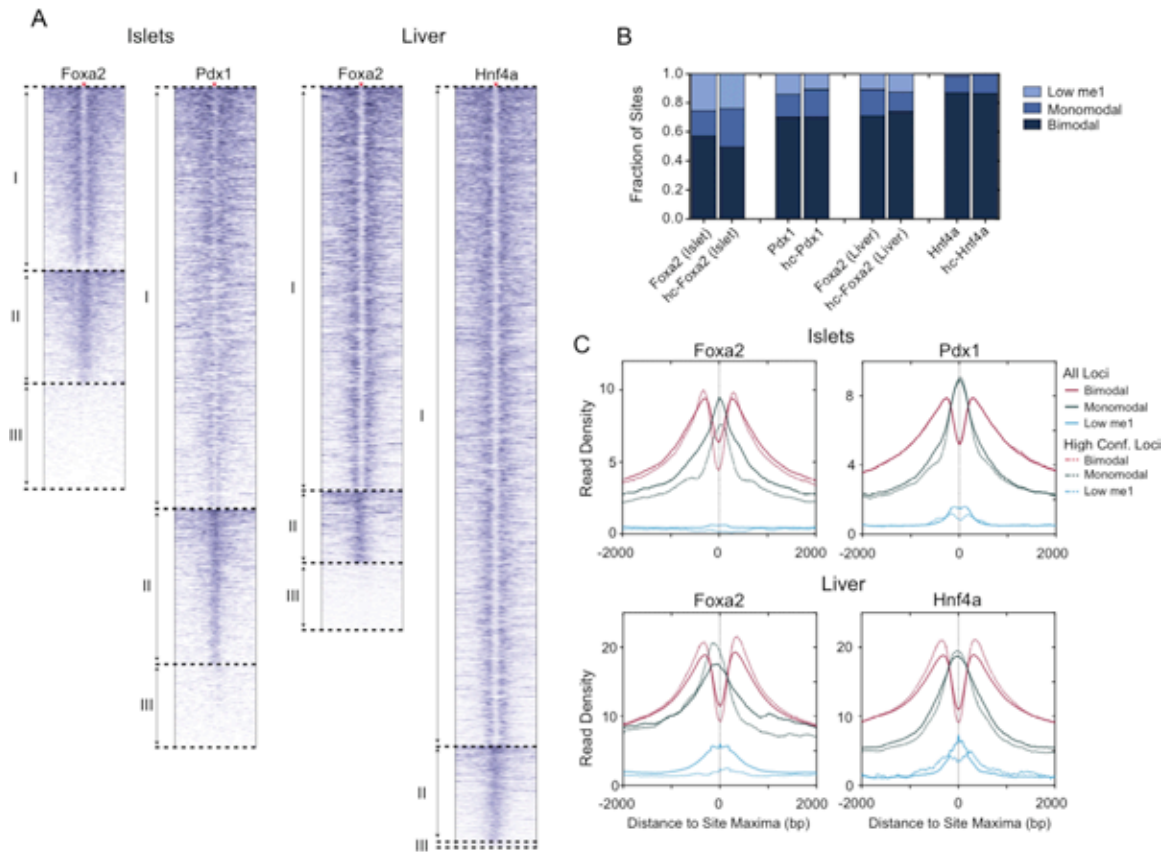 A
Islets
Liver
Foxa2
Pdx1
Foxa2
Hnf4a
I
II
III
I
II
III
I
II
III
I
II
III
B
Fraction of Sites
1.0
0.8
0.6
0.4
0.2
0.0
Foxa2 (Islet)
hc-Foxa2 (Islet)
Pdx1
hc-Pdx1
Foxa2 (Liver)
hc-Foxa2 (Liver)
Hnf4a
hc-Hnf4a
Low me1
Monomodal
Bimodal
C
Islets
Foxa2
Pdx1
Read Density
10
5
0
-2000 0 2000
8
4
0
-2000 0 2000
All Loci
Bimodal
Monomodal
Low me1
High Conf. Loci
Bimodal
Monomodal
Low me1
Liver
Foxa2
Hnf4a
Read Density
20
10
0
-2000 0 2000
20
10
0
-2000 0 2000
Distance to Site Maxima (bp)
Distance to Site Maxima (bp)